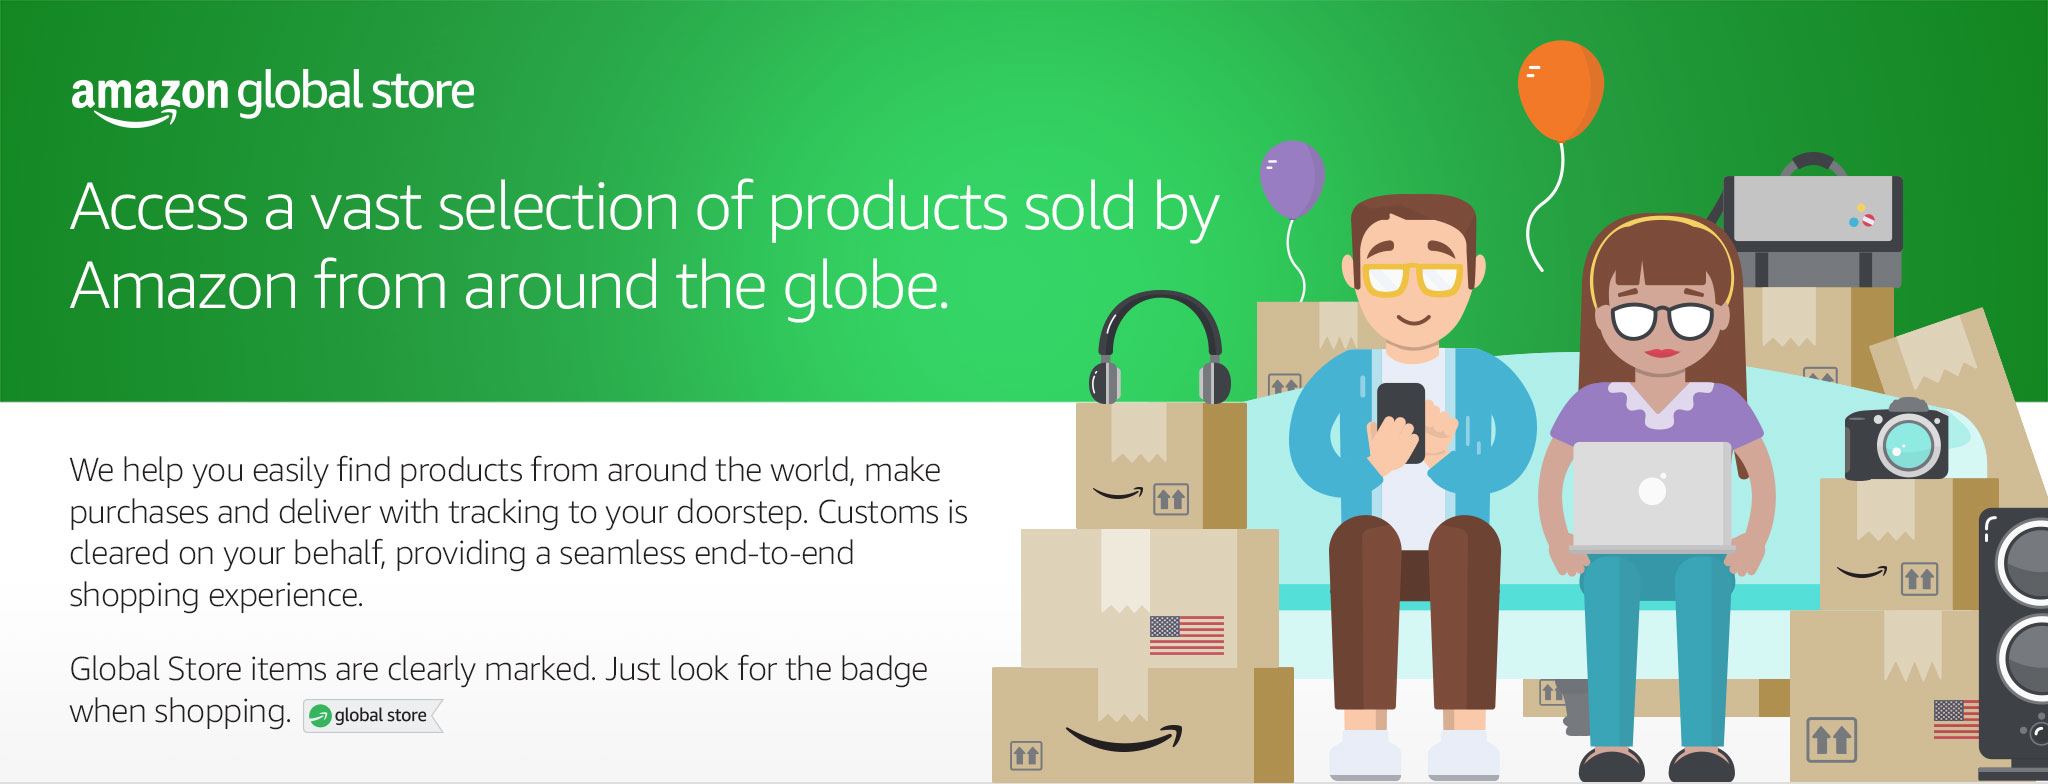 amazon global store
Access a vast selection of products sold by
Amazon from around the globe.
We help you easily find products from around the world, make
purchases and deliver with tracking to your doorstep. Customs is
cleared on your behalf, providing a seamless end-to-end
shopping experience.
Global Store items are clearly marked. Just look for the badge
when shopping. global store